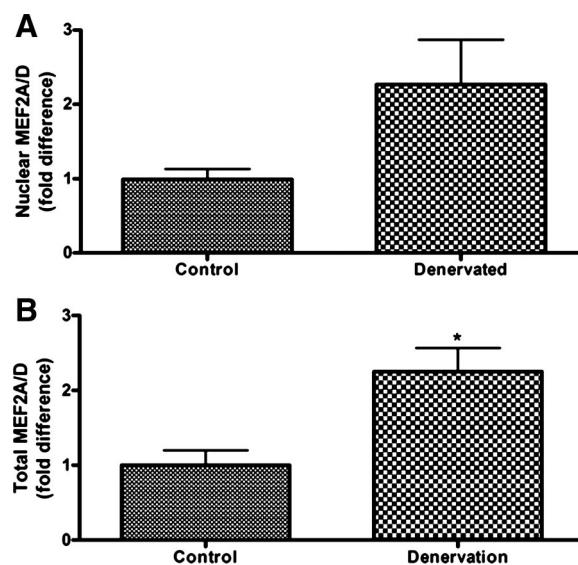 A
Nuclear MEF2A/D
(fold difference)
3
2
1
0
Control
Denervated
B
Total MEF2A/D
(fold difference)
3
2
1
0
*
Control
Denervation